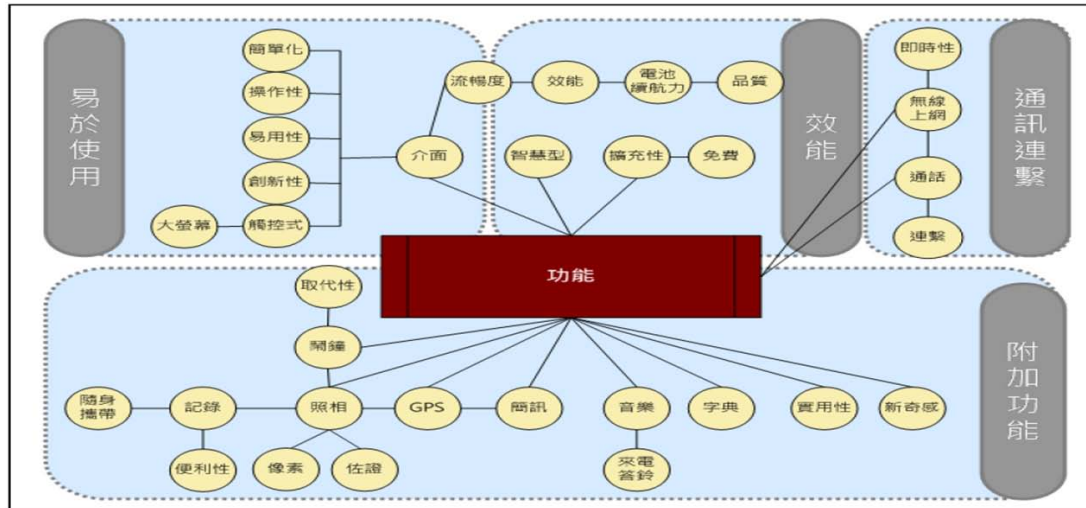 易於使用
簡單化
操作性
易用性
創新性
大螢幕
觸控式
介面
流暢度
效能
電池
續航力
品質
智慧型
擴充性
免費
效能
即時性
無線
上網
通話
連繫
通訊連繫
功能
取代性
鬧鐘
隨身
攜帶
記錄
照相
GPS
簡訊
音樂
字典
實用性
新奇感
便利性
像素
佐證
來電
答鈴
附加功能